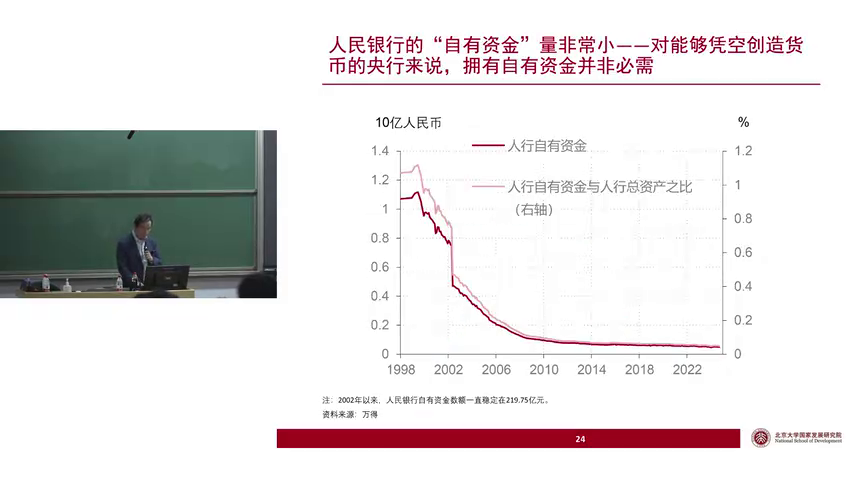 人民银行的“自有资金”量非常小——对能够凭空创造货
币的央行来说，拥有自有资金并非必需
10亿人民币
%
人行自有资金
人行自有资金与人行总资产之比
（右轴）
1.4
1.2
1
0.8
0.6
0.4
0.2
0
1.2
1
0.8
0.6
0.4
0.2
0
1998 2002 2006 2010 2014 2018 2022
注：2002年以来，人民银行自有资金数额一直稳定在219.75亿元。
资料来源：万得
24
北京大学国家发展研究院
National School of Development